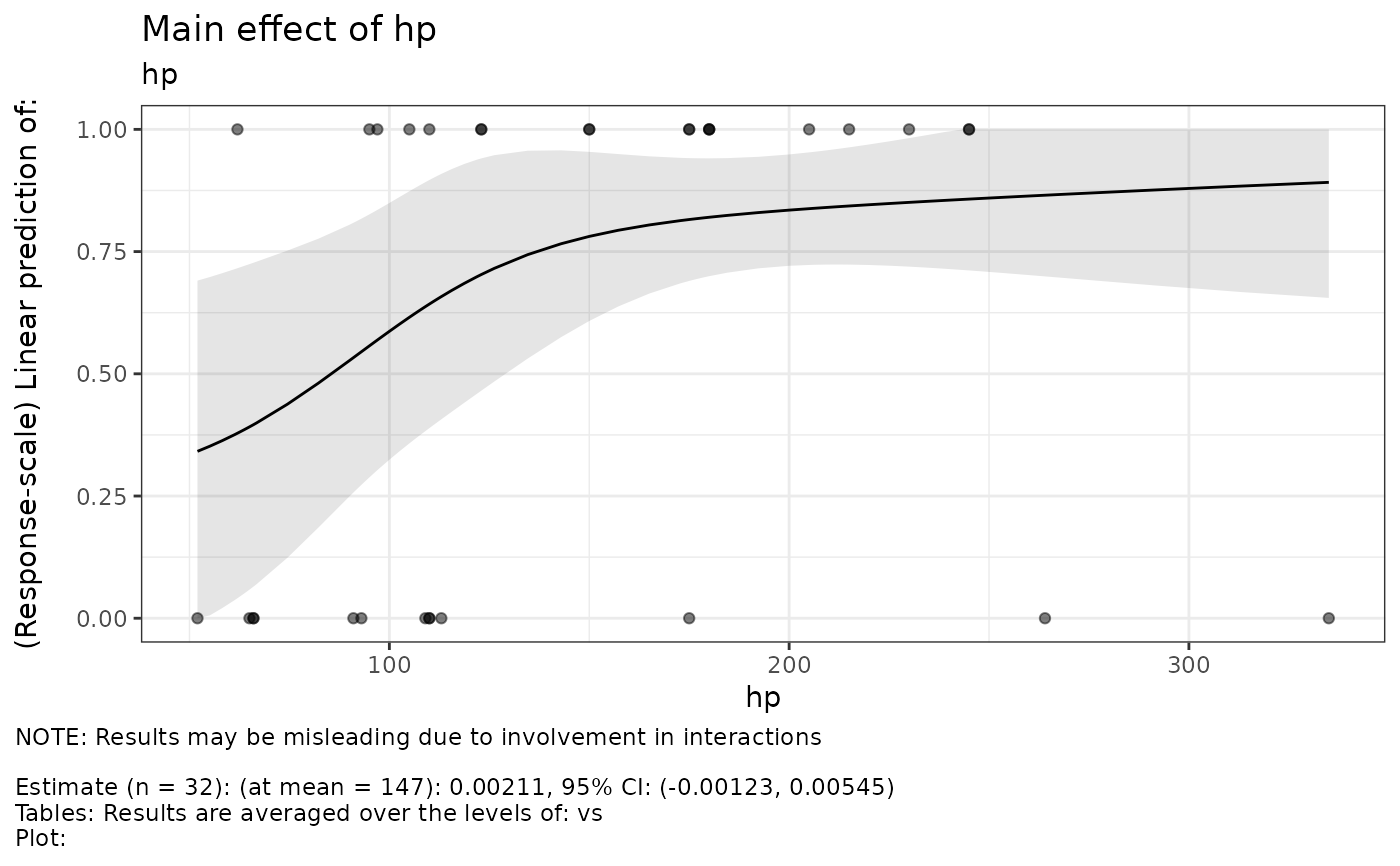 Main effect of hp
hp
(Response-scale) Linear prediction of:
1.00
0.75
0.50
0.25
0.00
100
200
300
hp
NOTE: Results may be misleading due to involvement in interactions
Estimate (n = 32): (at mean = 147): 0.00211, 95% CI: (-0.00123, 0.00545)
Tables: Results are averaged over the levels of: vs
Plot: